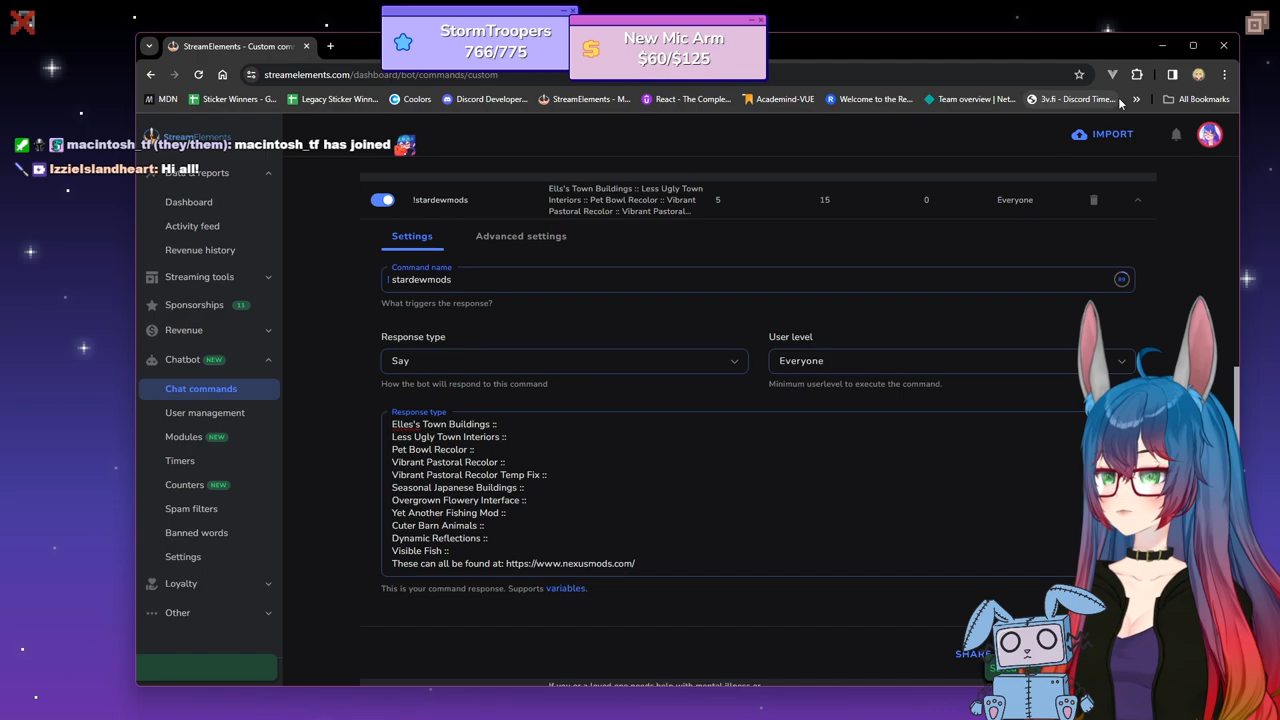 StormTroopers
766/775
New Mic Arm
$60/$125
StreamElements - Custom com
streamelements.com/dashboard/bot/commands/custom
MDN
Sticker Winners - G...
Legacy Sticker Winn...
Coolors
Discord Developer...
StreamElements - M...
React - The Comple...
Academind-VUE
Welcome to the Re...
Team overview | Net...
3v.fi - Discord Time...
»
All Bookmarks
StreamElements
macintosh_tf (they/them): macintosh_tf has joined
IzzieIslandheart: Hi all!
IMPORT
Data & reports
Dashboard
Activity feed
Revenue history
Streaming tools
Sponsorships 11
Revenue
Chatbot NEW
Chat commands
User management
Modules NEW
Timers
Counters NEW
Spam filters
Banned words
Settings
Loyalty
Other
!stardewmods
Ells's Town Buildings :: Less Ugly Town
Interiors :: Pet Bowl Recolor :: Vibrant
Pastoral Recolor :: Vibrant Pastoral...
5
15
0
Everyone
Settings
Advanced settings
Command name
! stardewmods
89
What triggers the response?
Response type
Say
How the bot will respond to this command
User level
Everyone
Minimum userlevel to execute the command.
Response type
Elles's Town Buildings ::
Less Ugly Town Interiors ::
Pet Bowl Recolor ::
Vibrant Pastoral Recolor ::
Vibrant Pastoral Recolor Temp Fix ::
Seasonal Japanese Buildings ::
Overgrown Flowery Interface ::
Yet Another Fishing Mod ::
Cuter Barn Animals ::
Dynamic Reflections ::
Visible Fish ::
These can all be found at: https://www.nexusmods.com/
This is your command response. Supports variables.
SHARE